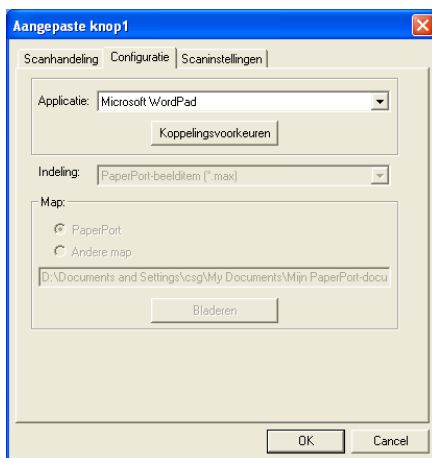 Aangepaste knop1
Scanhandeling Configuratie Scaninstellingen
Applicatie: Microsoft WordPad
Koppelingsvoorkeuren
Indeling: PaperPort-beelditem (*.max)
Map:
PaperPort
Andere map
D:\Documents and Settings\csg\My Documents\Mijn PaperPort-docu
Bladeren
OK Cancel